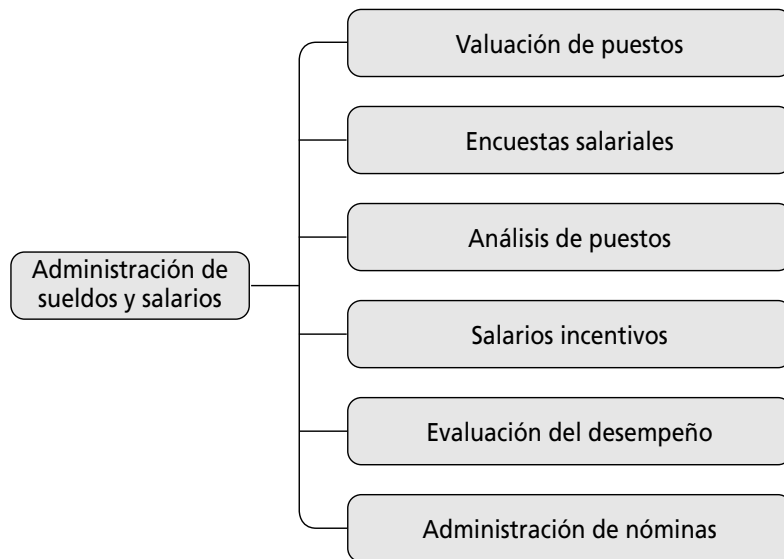 Valuación de puestos
Encuestas salariales
Análisis de puestos
Administración de
sueldos y salarios
Salarios incentivos
Evaluación del desempeño
Administración de nóminas